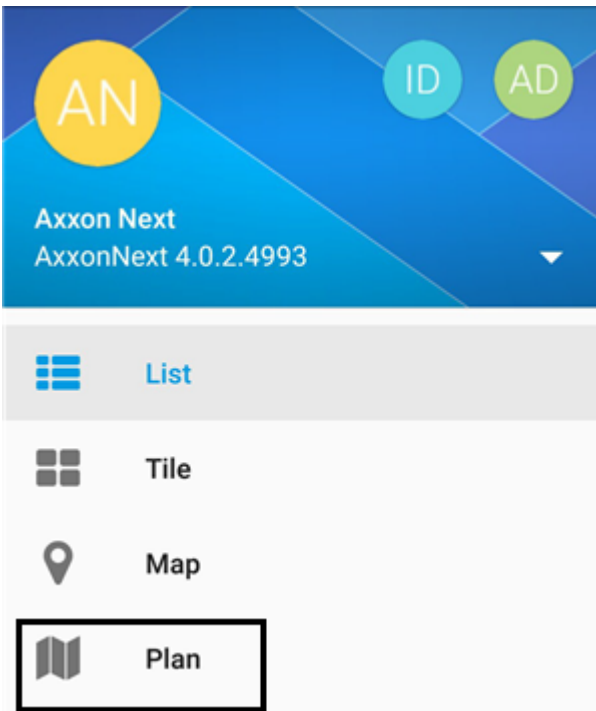 AN
ID
AD
Axxon Next
AxxonNext 4.0.2.4993
List
Tile
Map
Plan